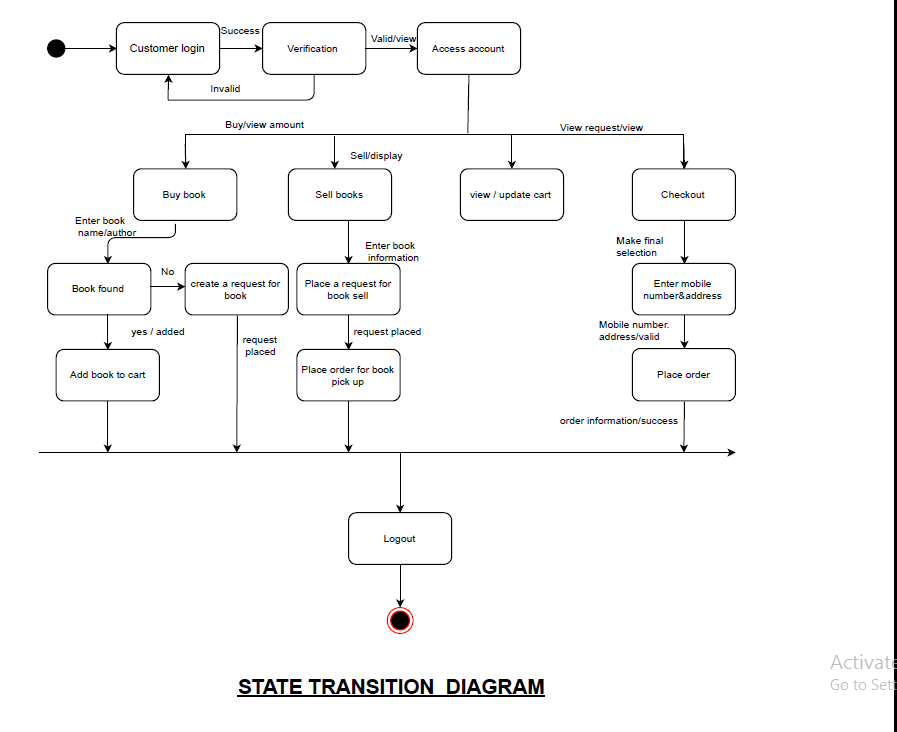 Success
Customer login
Verification
Valid/view
Access account
Invalid
Buy/view amount
View request/view
Sell/display
Buy book
Sell books
view / update cart
Checkout
Enter book
name/author
Enter book
information
Make final
selection
Book found
No
create a request for
book
Place a request for
book sell
Enter mobile
number&address
yes / added
request
placed
request placed
Mobile number.
address/valid
Add book to cart
Place order for book
pick up
Place order
order information/success
Logout
STATE TRANSITION DIAGRAM
Activate
Go to Sett